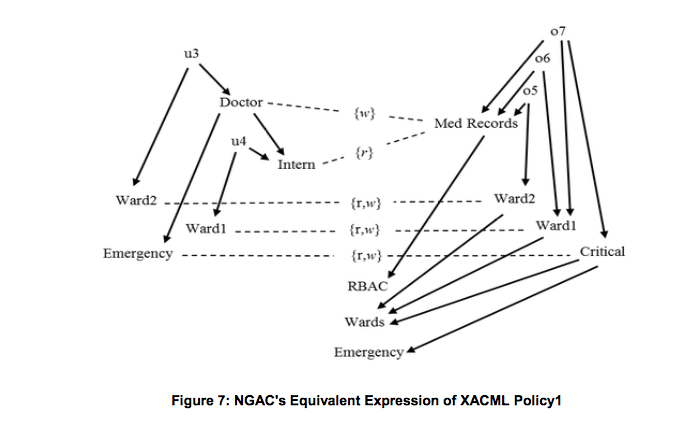 o7
u3
o6
o5
Doctor
{w}
Med Records
u4
{r}
Intern
Ward2
{r,w}
Ward2
Ward1
{r,w}
Ward1
Emergency
{r,w}
Critical
RBAC
Wards
Emergency
Figure 7: NGAC's Equivalent Expression of XACML Policy1